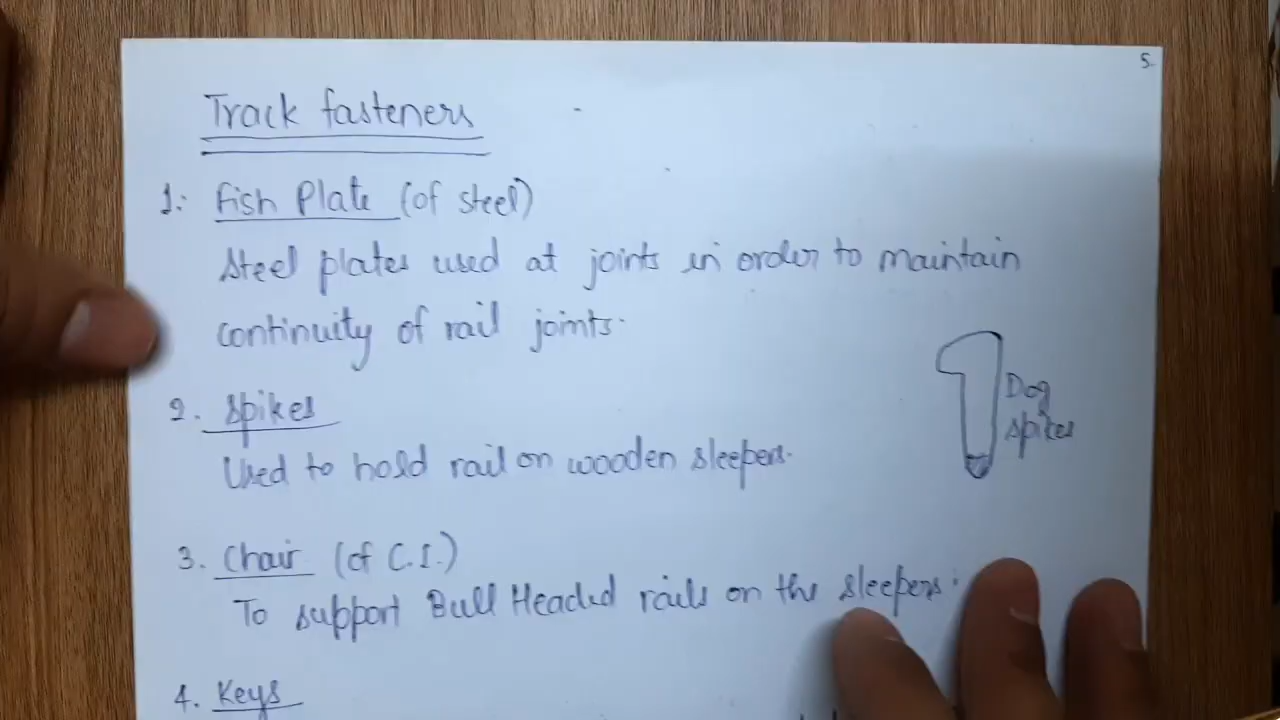 5.
Track fasteners
1. Fish Plate (of steel)
Steel plates used at joints in order to maintain
continuity of rail joints.
2. Spikes
Used to hold rail on wooden sleepers.
Dog
Spikes
3. Chair (of C.I.)
To support Bull Headed rails on the sleepers.
4. Keys